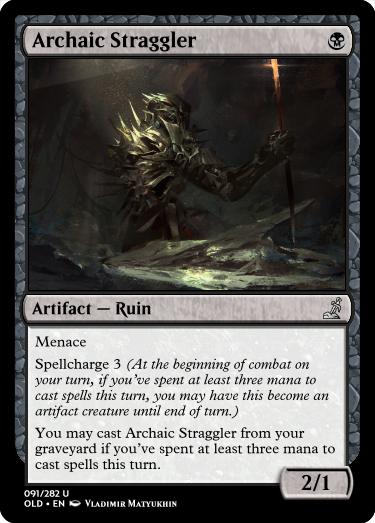 Archaic Straggler
Artifact — Ruin
Menace
Spellcharge 3 (At the beginning of combat on
your turn, if you've spent at least three mana to
cast spells this turn, you may have this become an
artifact creature until end of turn.)
You may cast Archaic Straggler from your
graveyard if you've spent at least three mana to
cast spells this turn.
2/1
091/282 U
OLD • EN Vladimir Matyukhin